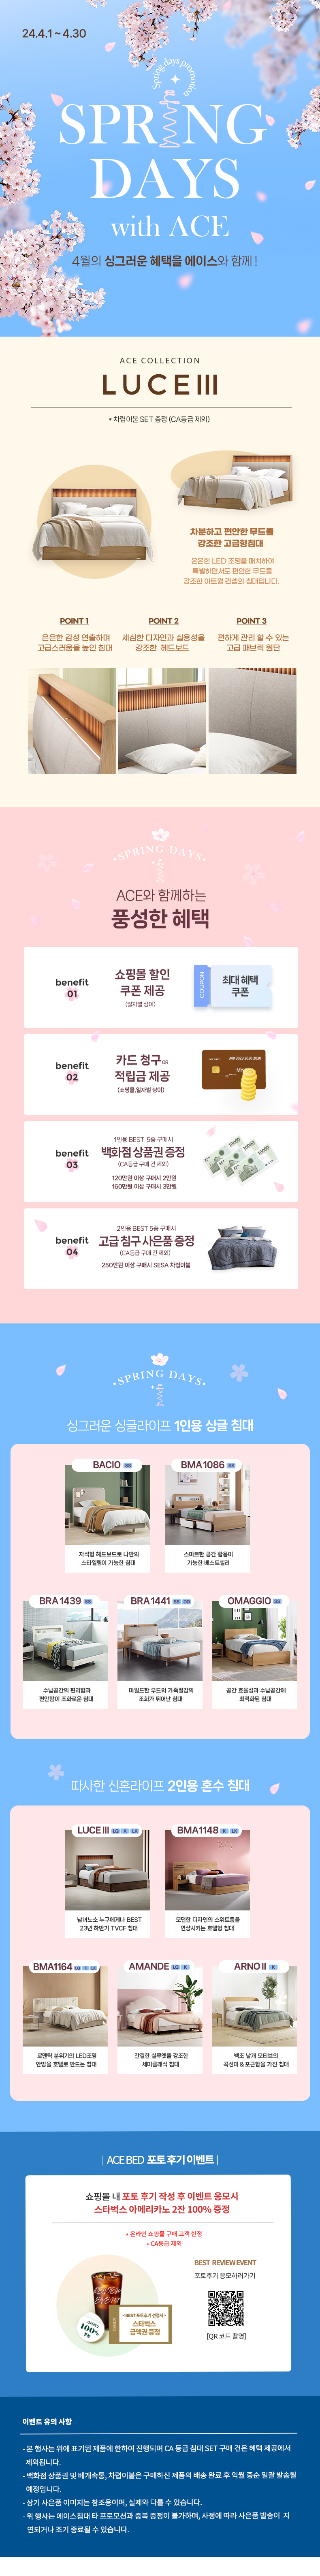 24.4.1 ~ 4.30
Spring days promotion
SPRING
DAYS
with ACE
4월의 싱그러운 혜택을 에이스와 함께!
ACE COLLECTION
LUCE III
* 차렵이불 SET 증정 (CA등급 제외)
차분하고 편안한 무드를
강조한 고급형침대
은은한 LED 조명을 매치하여
특별하면서도 편안한 무드를
강조한 아트월 컨셉의 침대입니다.
POINT 1
은은한 감성 연출하며
고급스러움을 높인 침대
POINT 2
세심한 디자인과 실용성을
강조한 헤드보드
POINT 3
편하게 관리 할 수 있는
고급 패브릭 원단
• SPRING DAYS •
ACE와 함께하는
풍성한 혜택
benefit
01
쇼핑몰 할인
쿠폰 제공
(일자별 상이)
COUPON
최대 혜택
쿠폰
benefit
02
카드 청구 OR
적립금 제공
(쇼핑몰,일자별 상이)
benefit
03
1인용 BEST 5종 구매시
백화점 상품권 증정
(CA등급 구매 건 제외)
120만원 이상 구매시 2만원
160만원 이상 구매시 3만원
benefit
04
2인용 BEST 5종 구매시
고급 침구 사은품 증정
(CA등급 구매 건 제외)
250만원 이상 구매시 SESA 차렵이불
• SPRING DAYS •
싱그러운 싱글라이프 1인용 싱글 침대
BACIO SS
자석형 헤드보드로 나만의
스타일링이 가능한 침대
BMA1086 SS
스마트한 공간 활용이
가능한 베스트셀러
BRA1439 SS
수납공간의 편리함과
편안함이 조화로운 침대
BRA1441 SS DD
마일드한 우드와 가죽질감의
조화가 뛰어난 침대
OMAGGIO SS
공간 효율성과 수납공간에
최적화된 침대
따사한 신혼라이프 2인용 혼수 침대
LUCE III LQ K LK
남녀노소 누구에게나 BEST
23년 하반기 TVCF 침대
BMA1148 K LK
모던한 디자인의 스위트룸을
연상시키는 호텔형 침대
BMA1164 LQ K LK
로맨틱 분위기의 LED조명
안방을 호텔로 만드는 침대
AMANDE LQ K
간결한 실루엣을 강조한
세미클래식 침대
ARNO II K
백조 날개 모티브의
곡선미 & 포근함을 가진 침대
| ACE BED 포토 후기 이벤트 |
쇼핑몰 내 포토 후기 작성 후 이벤트 응모시
스타벅스 아메리카노 2잔 100% 증정
* 온라인 쇼핑몰 구매 고객 한정
* CA등급 제외
100%
<BEST 포토후기 선정시>
스타벅스
금액권 증정
BEST REVIEW EVENT
포토후기 응모하러가기
[QR 코드 촬영]
이벤트 유의 사항
- 본 행사는 위에 표기된 제품에 한하여 진행되며 CA 등급 침대 SET 구매 건은 혜택 제공에서
제외됩니다.
- 백화점 상품권 및 베개속통, 차렵이불은 구매하신 제품의 배송 완료 후 익월 중순 일괄 발송될
예정입니다.
- 상기 사은품 이미지는 참조용이며, 실제와 다를 수 있습니다.
- 위 행사는 에이스침대 타 프로모션과 중복 증정이 불가하며, 사정에 따라 사은품 발송이 지
연되거나 조기 종료될 수 있습니다.